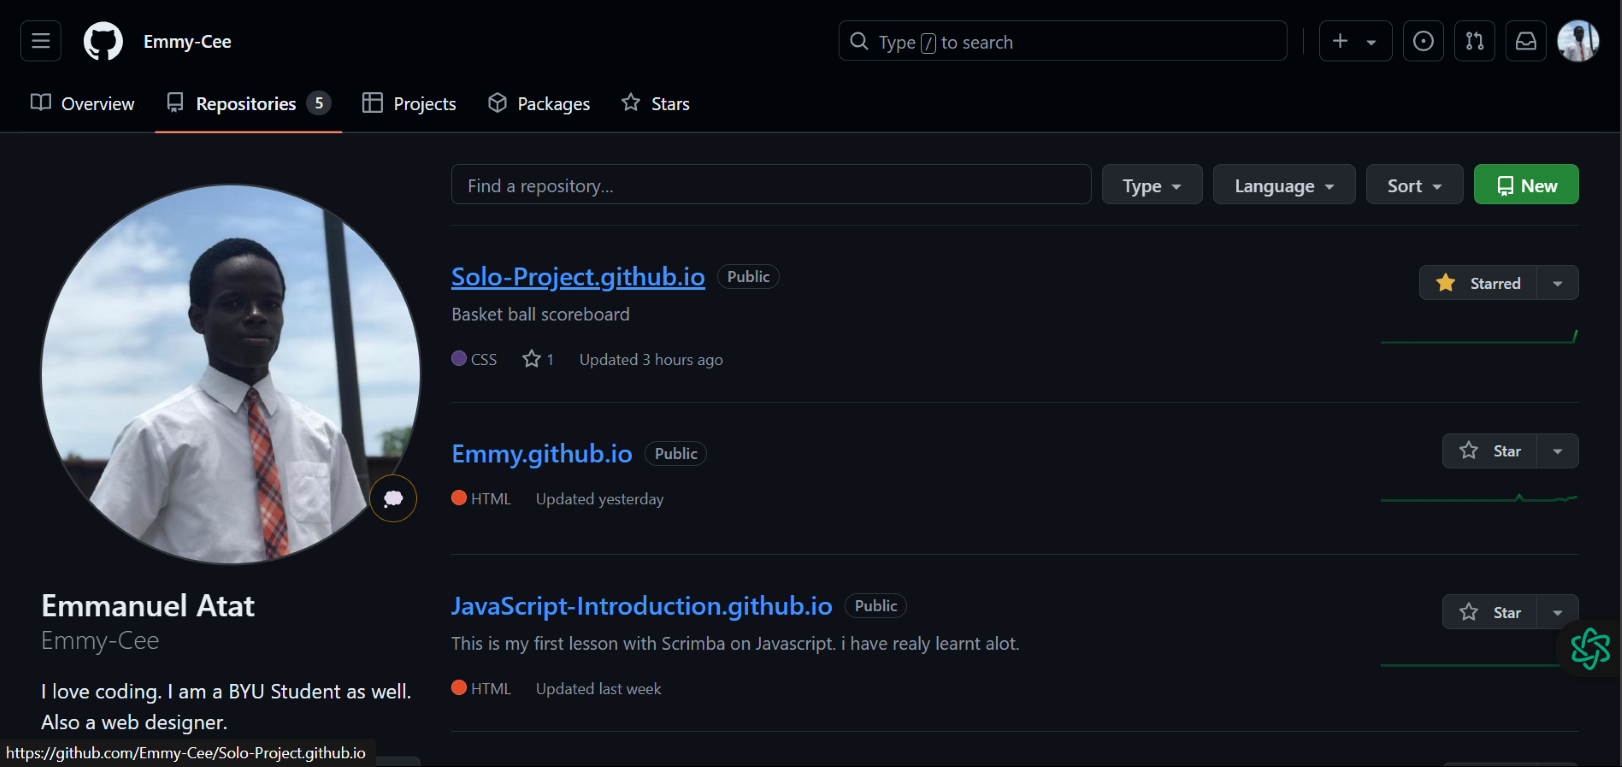 Emmy-Cee
Type / to search
Overview
Repositories 5
Projects
Packages
Stars
Find a repository...
Type
Language
Sort
New
Solo-Project.github.io
Public
Starred
Basket ball scoreboard
CSS
1
Updated 3 hours ago
Emmy.github.io
Public
Star
HTML
Updated yesterday
JavaScript-Introduction.github.io
Public
Star
This is my first lesson with Scrimba on Javascript. i have realy learnt alot.
HTML
Updated last week
Emmanuel Atat
Emmy-Cee
I love coding. I am a BYU Student as well.
Also a web designer.
https://github.com/Emmy-Cee/Solo-Project.github.io